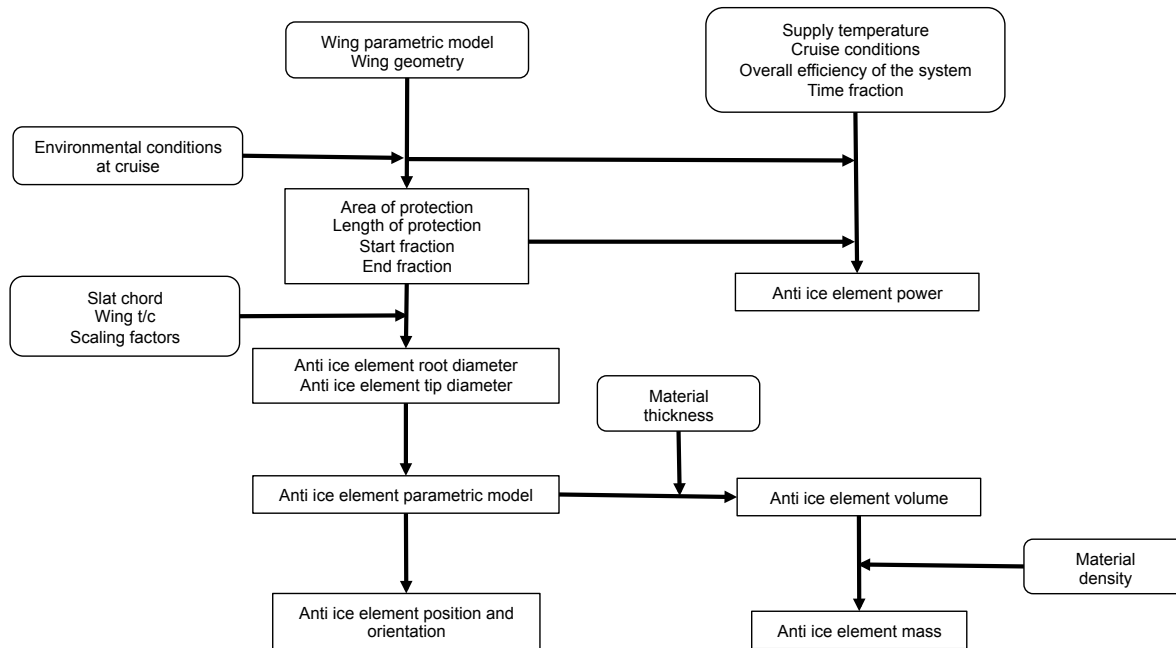 Wing parametric model
Wing geometry
Supply temperature
Cruise conditions
Overall efficiency of the system
Time fraction
Environmental conditions
at cruise
Area of protection
Length of protection
Start fraction
End fraction
Anti ice element power
Slat chord
Wing t/c
Scaling factors
Anti ice element root diameter
Anti ice element tip diameter
Material
thickness
Anti ice element parametric model
Anti ice element volume
Material
density
Anti ice element position and
orientation
Anti ice element mass